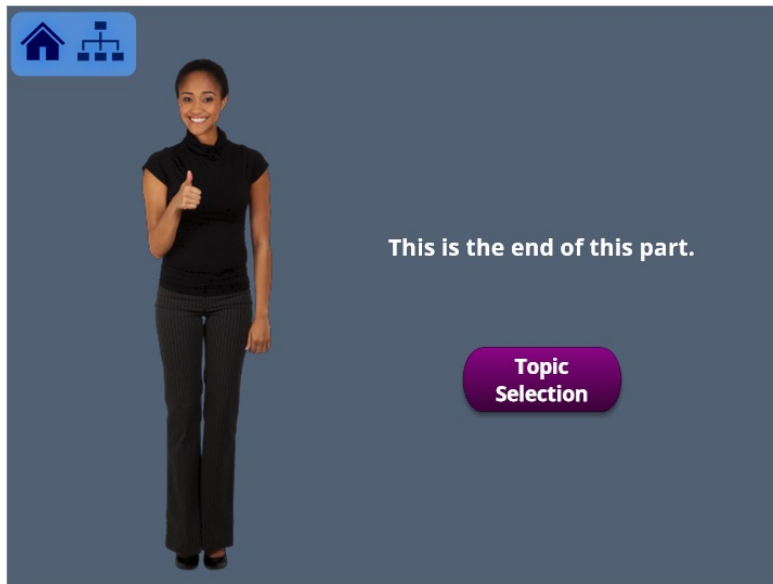 This is the end of this part.
Topic
Selection